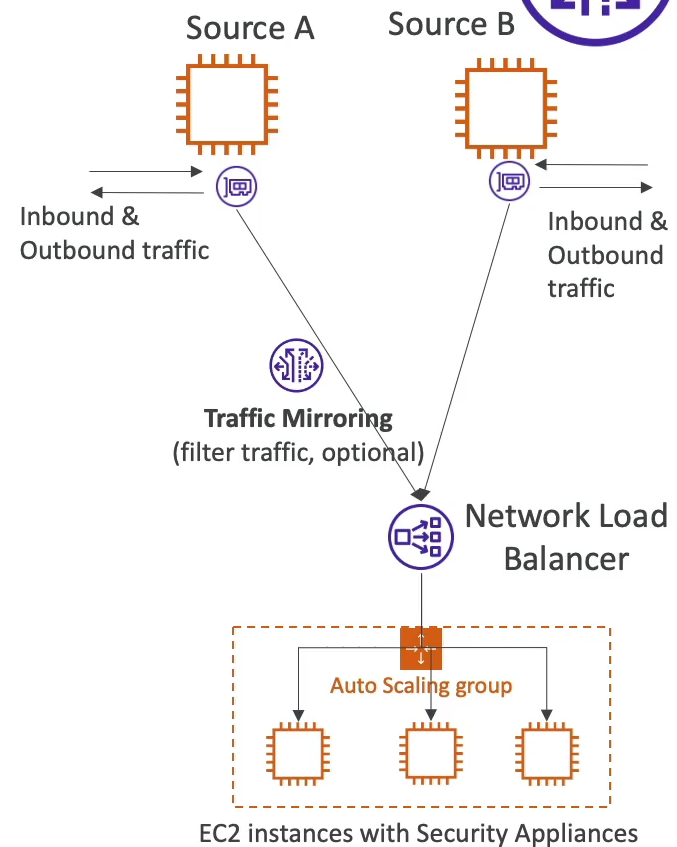 Source A
Source B
Inbound &
Outbound traffic
Inbound &
Outbound
traffic
Traffic Mirroring
(filter traffic, optional)
Network Load
Balancer
Auto Scaling group
EC2 instances with Security Appliances